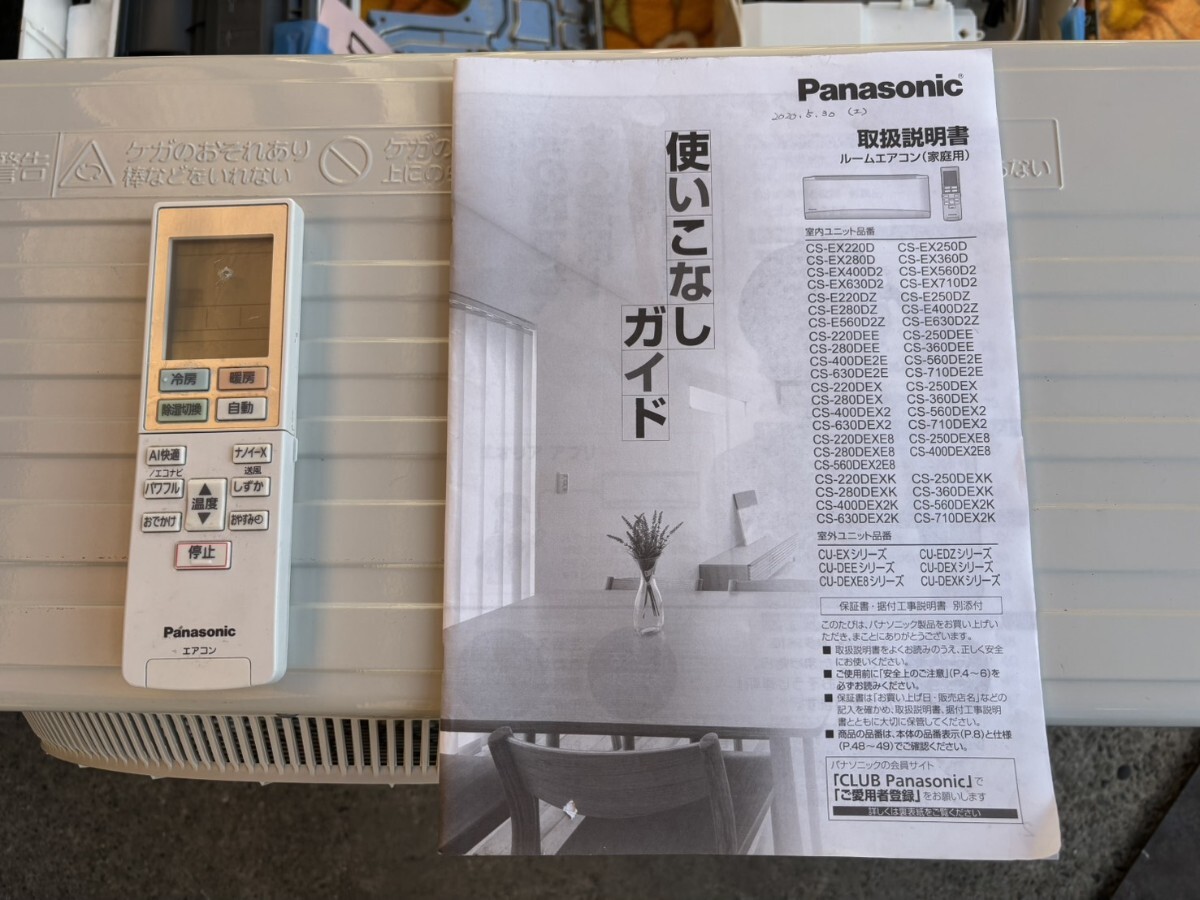 警告
ケガのおそれあり
棒などをいれない
ケガの
上にの
ない
冷房
暖房
除湿切換
自動
AI快適
ナノイーX
/エコナビ
送風
パワフル
温度
しずか
おでかけ
おやすみ
停止
Panasonic
エアコン
Panasonic
2020.5.30 (土)
取扱説明書
ルームエアコン(家庭用)
使いこなし
ガイド
室内ユニット品番
CS-EX220D CS-EX250D
CS-EX280D CS-EX360D
CS-EX400D2 CS-EX560D2
CS-EX630D2 CS-EX710D2
CS-E220DZ CS-E250DZ
CS-E280DZ CS-E400D2Z
CS-E560D2Z CS-E630D2Z
CS-220DEE CS-250DEE
CS-280DEE CS-360DEE
CS-400DE2E CS-560DE2E
CS-630DE2E CS-710DE2E
CS-220DEX CS-250DEX
CS-280DEX CS-360DEX
CS-400DEX2 CS-560DEX2
CS-630DEX2 CS-710DEX2
CS-220DEXE8 CS-250DEXE8
CS-280DEXE8 CS-400DEX2E8
CS-560DEX2E8
CS-220DEXK CS-250DEXK
CS-280DEXK CS-360DEXK
CS-400DEX2K CS-560DEX2K
CS-630DEX2K CS-710DEX2K
室外ユニット品番
CU-EXシリーズ CU-EDZシリーズ
CU-DEEシリーズ CU-DEXシリーズ
CU-DEXE8シリーズ CU-DEXKシリーズ
保証書・据付工事説明書 別添付
このたびは、パナソニック製品をお買い上げい
ただき、まことにありがとうございます。
■ 取扱説明書をよくお読みのうえ、正しく安全
にお使いください。
■ ご使用前に「安全上のご注意」(P.4～6)を
必ずお読みください。
■ 保証書は「お買い上げ日・販売店名」などの
記入を確かめ、取扱説明書、据付工事説明
書とともに大切に保管してください。
■ 商品の品番は、本体の品番表示(P.8)と仕様
(P.48～49)でご確認ください。
パナソニックの会員サイト
「CLUB Panasonic」で
「ご愛用者登録」をお願いします
詳しくは裏表紙をご覧ください